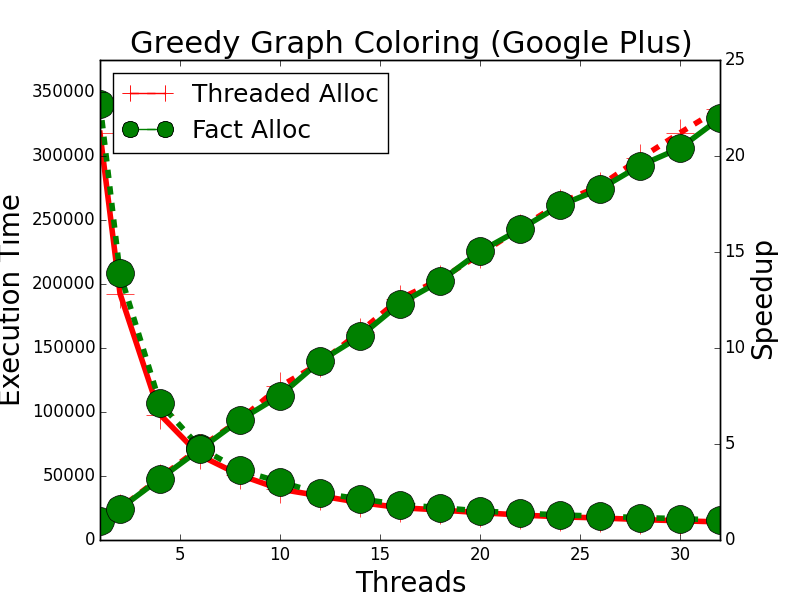 Greedy Graph Coloring (Google Plus)
Threaded Alloc
Fact Alloc
Execution Time
350000
300000
250000
200000
150000
100000
50000
0
25
20
15
10
5
0
Speedup
5 10 15 20 25 30
Threads